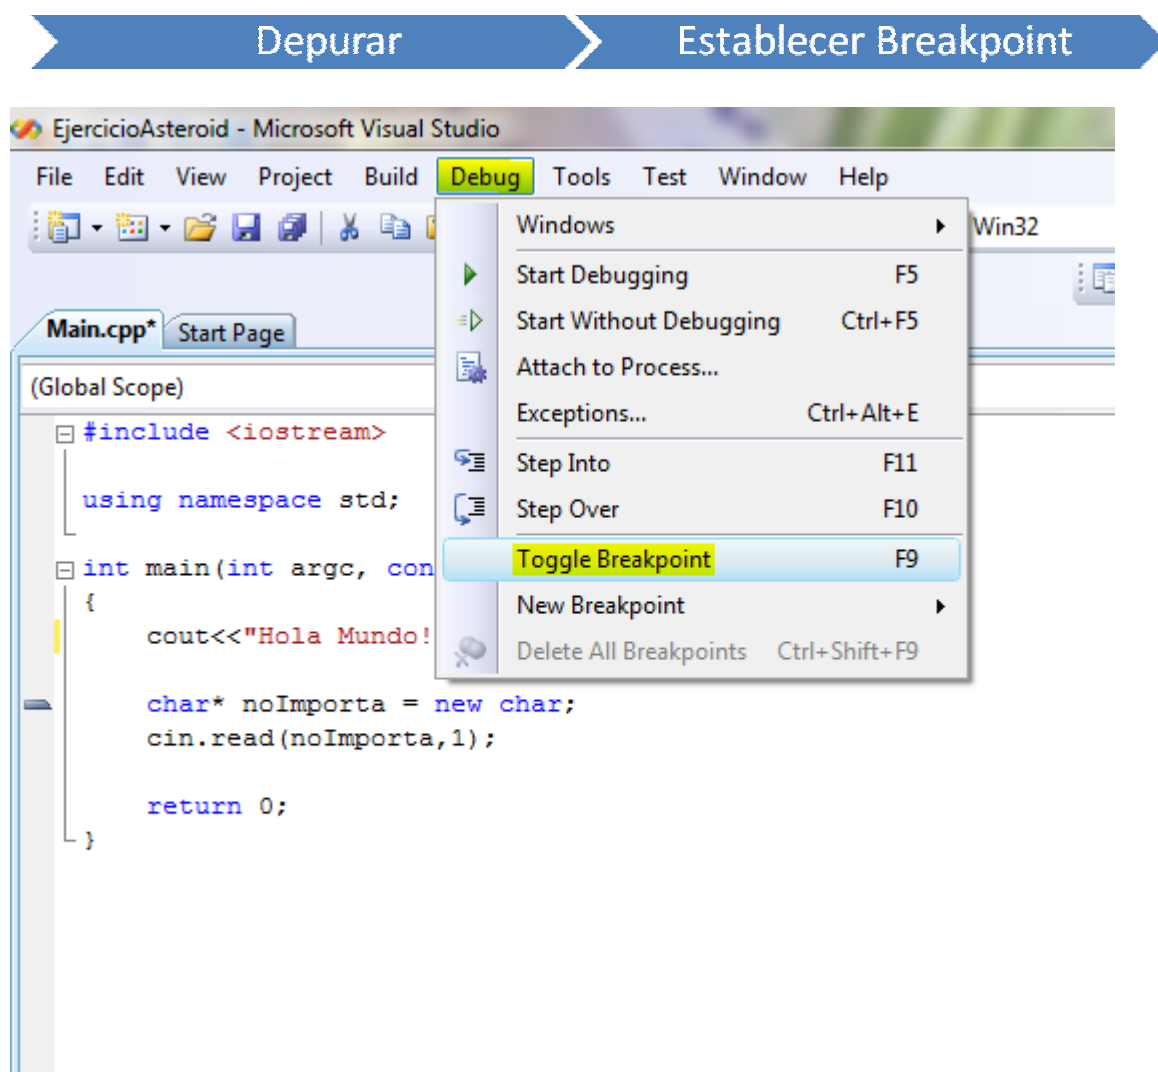 Depurar Establecer Breakpoint
EjercicioAsteroid - Microsoft Visual Studio
File Edit View Project Build Debug Tools Test Window Help
Windows
Win32
Start Debugging F5
Start Without Debugging Ctrl+F5
Main.cpp* Start Page
Attach to Process...
(Global Scope)
Exceptions... Ctrl+Alt+E
#include <iostream>
Step Into F11
using namespace std;
Step Over F10
Toggle Breakpoint F9
int main(int argc, con
{
New Breakpoint
cout<<"Hola Mundo!
Delete All Breakpoints Ctrl+Shift+F9
char* noImporta = new char;
cin.read(noImporta,1);
return 0;
}